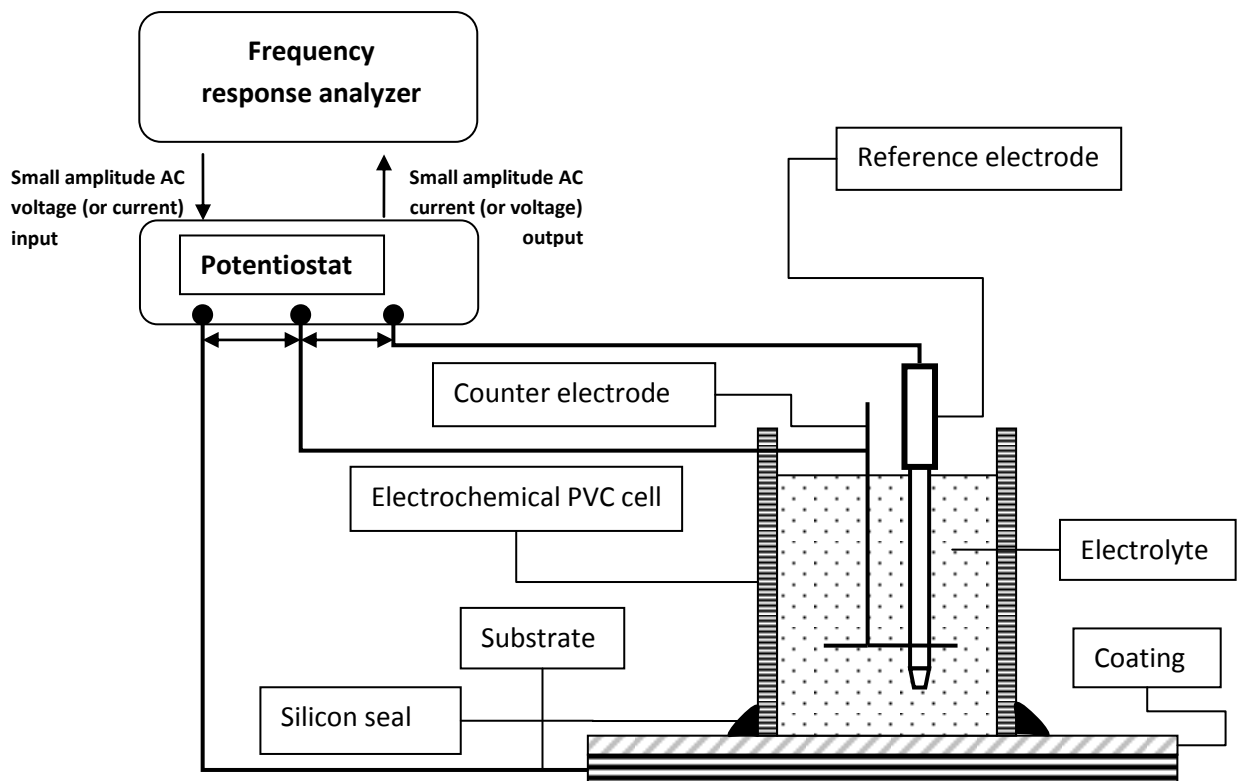 Frequency
response analyzer
Small amplitude AC
voltage (or current)
input
Small amplitude AC
current (or voltage)
output
Reference electrode
Potentiostat
Counter electrode
Electrochemical PVC cell
Electrolyte
Substrate
Coating
Silicon seal